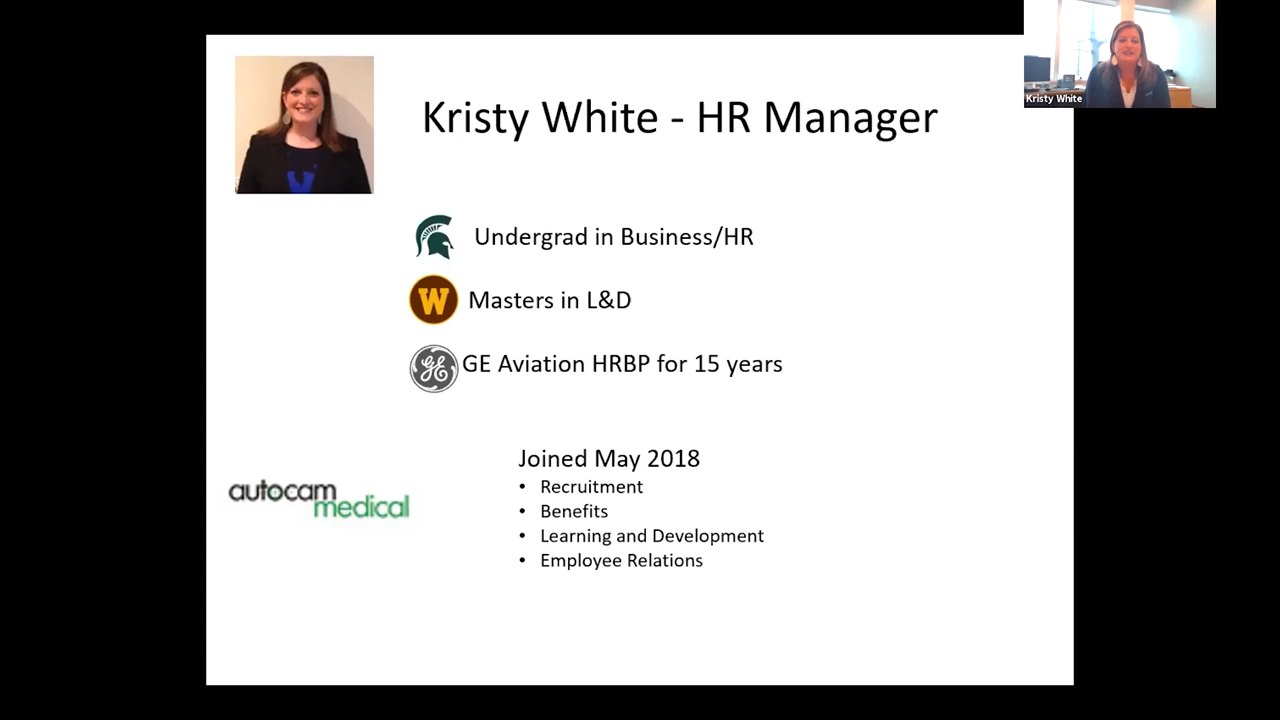 Kristy White
Kristy White - HR Manager
Undergrad in Business/HR
W Masters in L&D
GE GE Aviation HRBP for 15 years
Joined May 2018
• Recruitment
• Benefits
• Learning and Development
• Employee Relations
autocam
medical